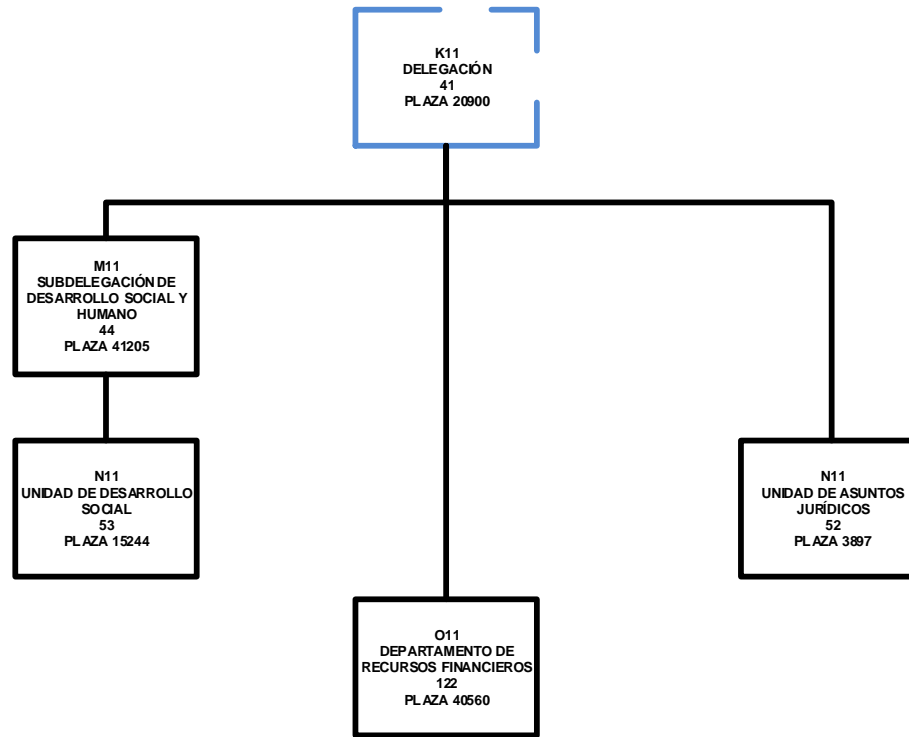 K11
DELEGACIÓN
41
PLAZA 20900
M11
SUBDELEGACIÓN DE
DESARROLLO SOCIAL Y
HUMANO
44
PLAZA 41205
N11
UNIDAD DE DESARROLLO
SOCIAL
53
PLAZA 15244
N11
UNIDAD DE ASUNTOS
JURÍDICOS
52
PLAZA 3897
O11
DEPARTAMENTO DE
RECURSOS FINANCIEROS
122
PLAZA 40560